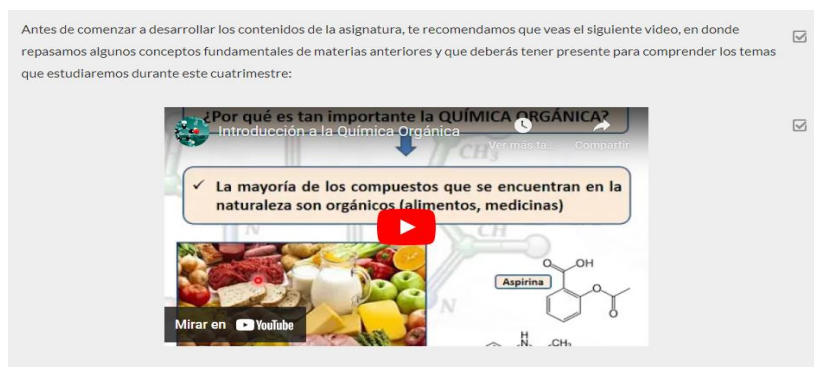 Antes de comenzar a desarrollar los contenidos de la asignatura, te recomendamos que veas el siguiente video, en donde
repasamos algunos conceptos fundamentales de materias anteriores y que deberás tener presente para comprender los temas
que estudiaremos durante este cuatrimestre:
¿Por qué es tan importante la QUÍMICA ORGÁNICA?
Introducción a la Química Orgánica
Ver más ta... Compartir
CH3
✓ La mayoría de los compuestos que se encuentran en la
naturaleza son orgánicos (alimentos, medicinas)
N
CH
O OH
Aspirina
O
O
N
Mirar en YouTube
H
N CH3